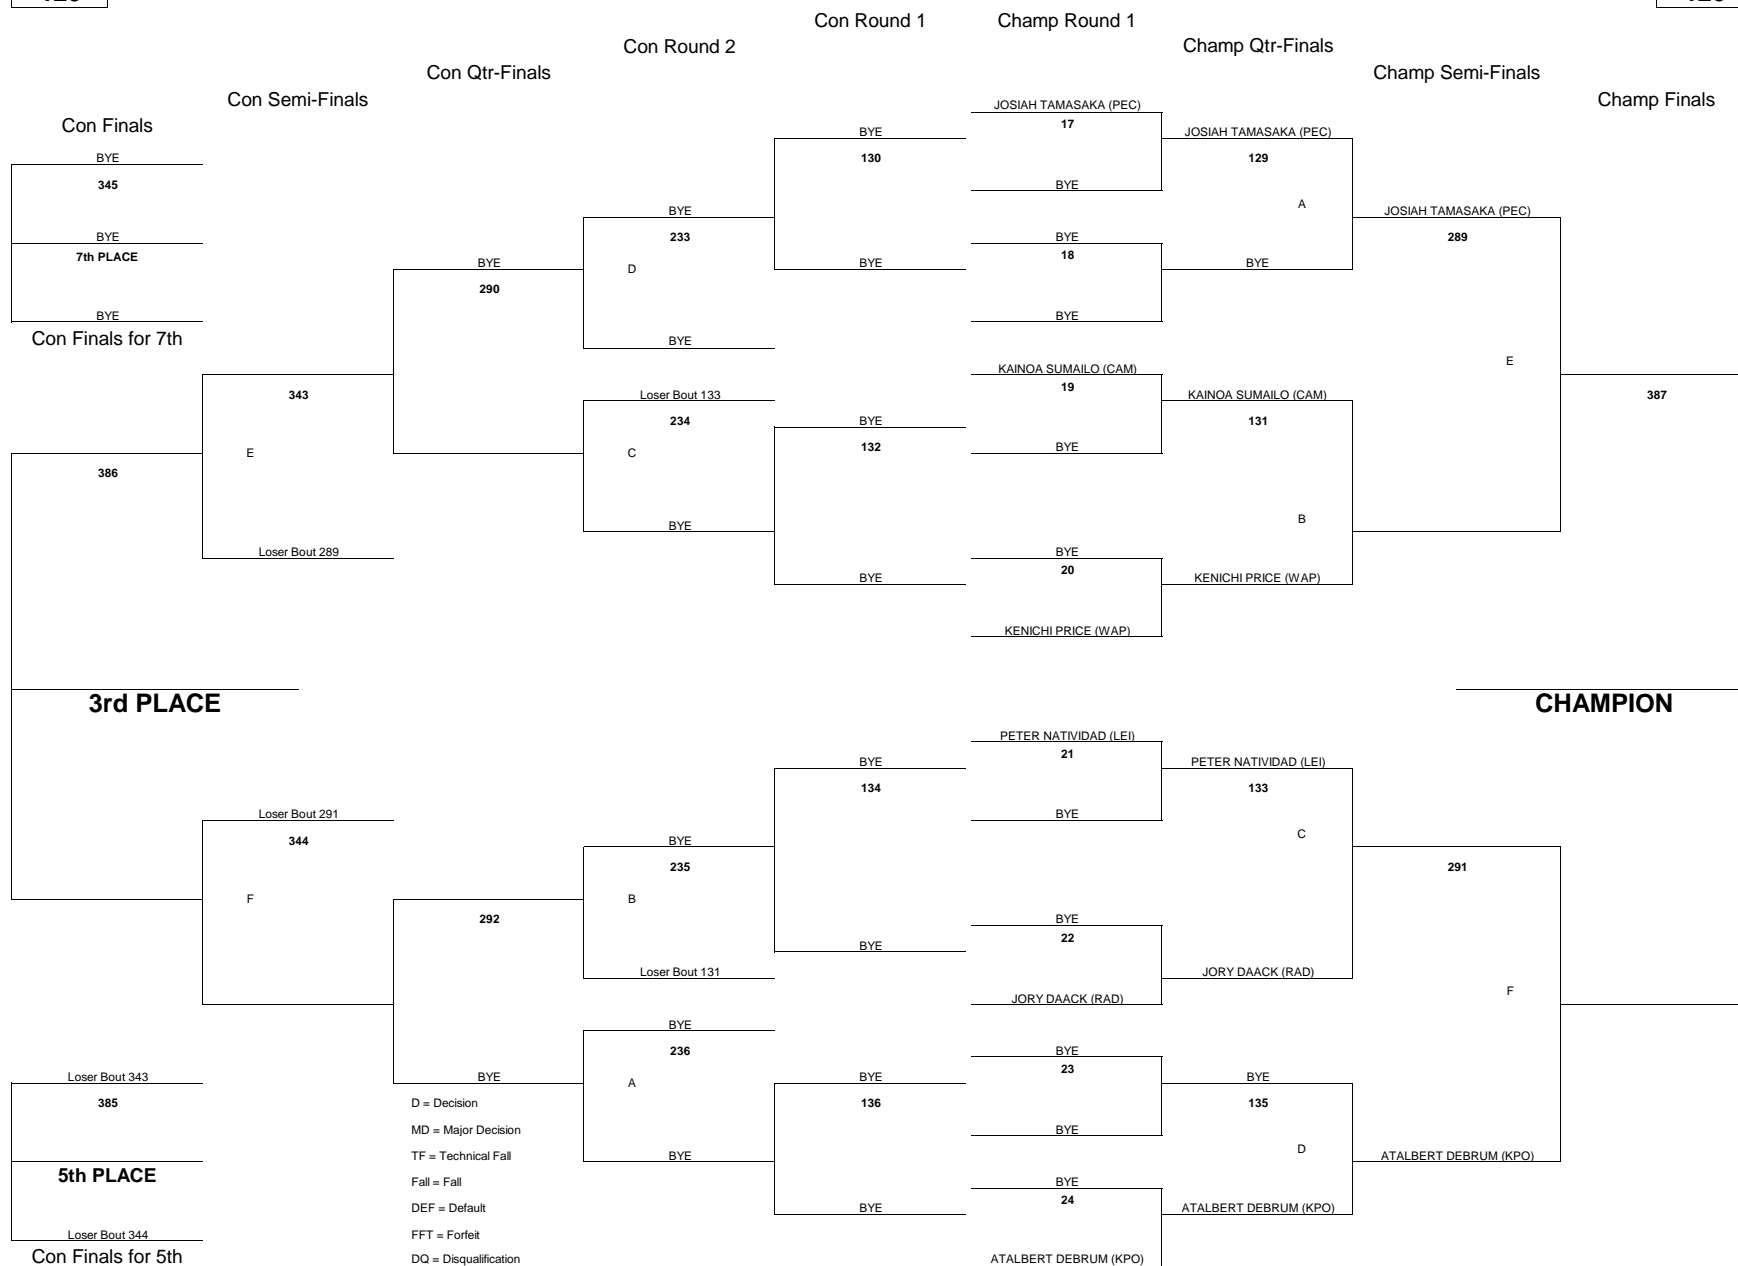 Con Round 1
Champ Round 1
Con Round 2
Champ Qtr-Finals
Con Qtr-Finals
Champ Semi-Finals
Con Semi-Finals
Champ Finals
Con Finals
JOSIAH TAMASAKA (PEC)
17
BYE
JOSIAH TAMASAKA (PEC)
130
129
BYE
345
BYE
A
BYE
JOSIAH TAMASAKA (PEC)
233
289
BYE
BYE
7th PLACE
18
BYE
D
BYE
BYE
290
BYE
BYE
Con Finals for 7th
BYE
E
KAINOA SUMAILO (CAM)
19
343
Loser Bout 133
KAINOA SUMAILO (CAM)
387
234
BYE
131
132
BYE
E
C
386
B
BYE
Loser Bout 289
BYE
20
BYE
KENICHI PRICE (WAP)
KENICHI PRICE (WAP)
3rd PLACE
CHAMPION
PETER NATIVIDAD (LEI)
21
BYE
PETER NATIVIDAD (LEI)
134
133
Loser Bout 291
BYE
344
BYE
C
235
291
F
B
292
BYE
22
BYE
Loser Bout 131
JORY DAACK (RAD)
F
JORY DAACK (RAD)
BYE
236
BYE
23
Loser Bout 343
BYE
A
BYE
BYE
385
D = Decision
136
135
MD = Major Decision
BYE
D
TF = Technical Fall
BYE
ATALBERT DEBRUM (KPO)
5th PLACE
Fall = Fall
BYE
24
DEF = Default
BYE
ATALBERT DEBRUM (KPO)
Loser Bout 344
FFT = Forfeit
Con Finals for 5th
DQ = Disqualification
ATALBERT DEBRUM (KPO)